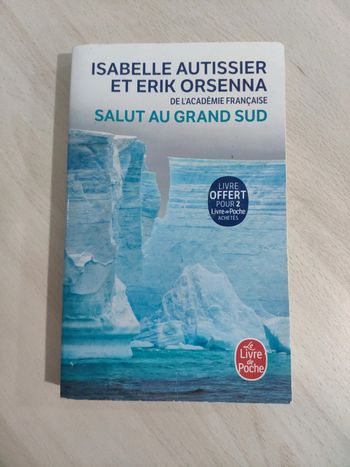 ISABELLE AUTISSIER
ET ERIK ORSENNA
DE L'ACADÉMIE FRANÇAISE
SALUT AU GRAND SUD
LIVRE
OFFERT
POUR 2
Livre de Poche
ACHETÉS
Le
Livre
de
Poche